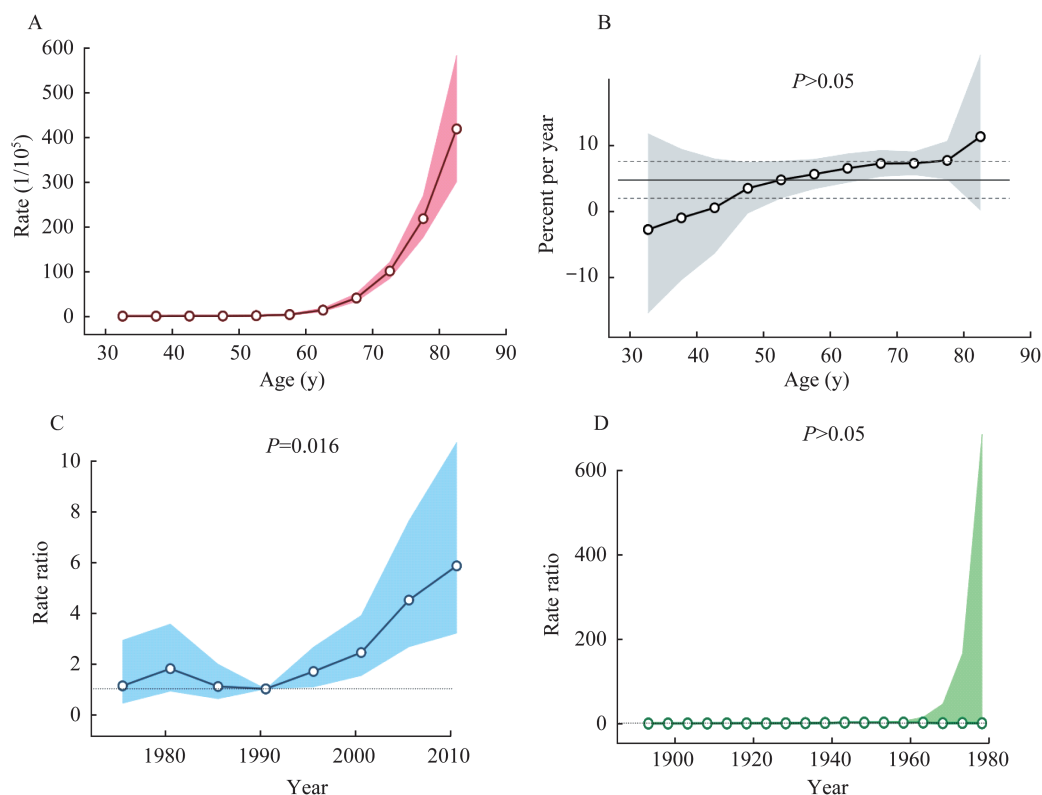 A
600
500
400
300
200
100
0
Rate (1/10⁵)
30 40 50 60 70 80 90
Age (y)
B
P>0.05
10
0
−10
Percent per year
30 40 50 60 70 80 90
Age (y)
C
P=0.016
10
8
6
4
2
0
Rate ratio
1980 1990 2000 2010
Year
D
P>0.05
600
400
200
0
Rate ratio
1900 1920 1940 1960 1980
Year